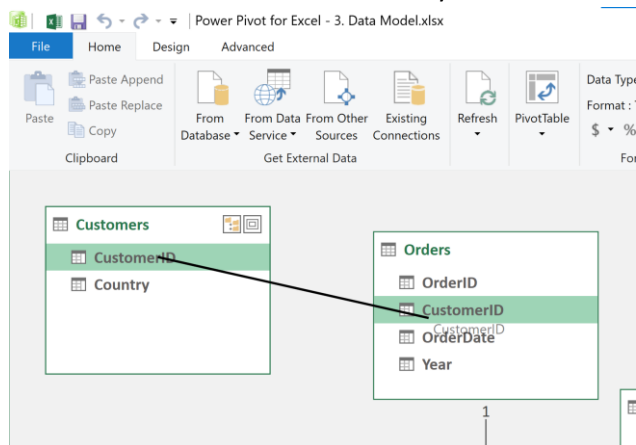 Power Pivot for Excel - 3. Data Model.xlsx
File Home Design Advanced
Paste
Paste Append
Paste Replace
Copy
Clipboard
From Database
From Data Service
From Other Sources
Existing Connections
Get External Data
Refresh
PivotTable
Data Type
Format :
$ %
Fo
Customers
CustomerID
Country
Orders
OrderID
CustomerID
CustomerID
OrderDate
Year
1